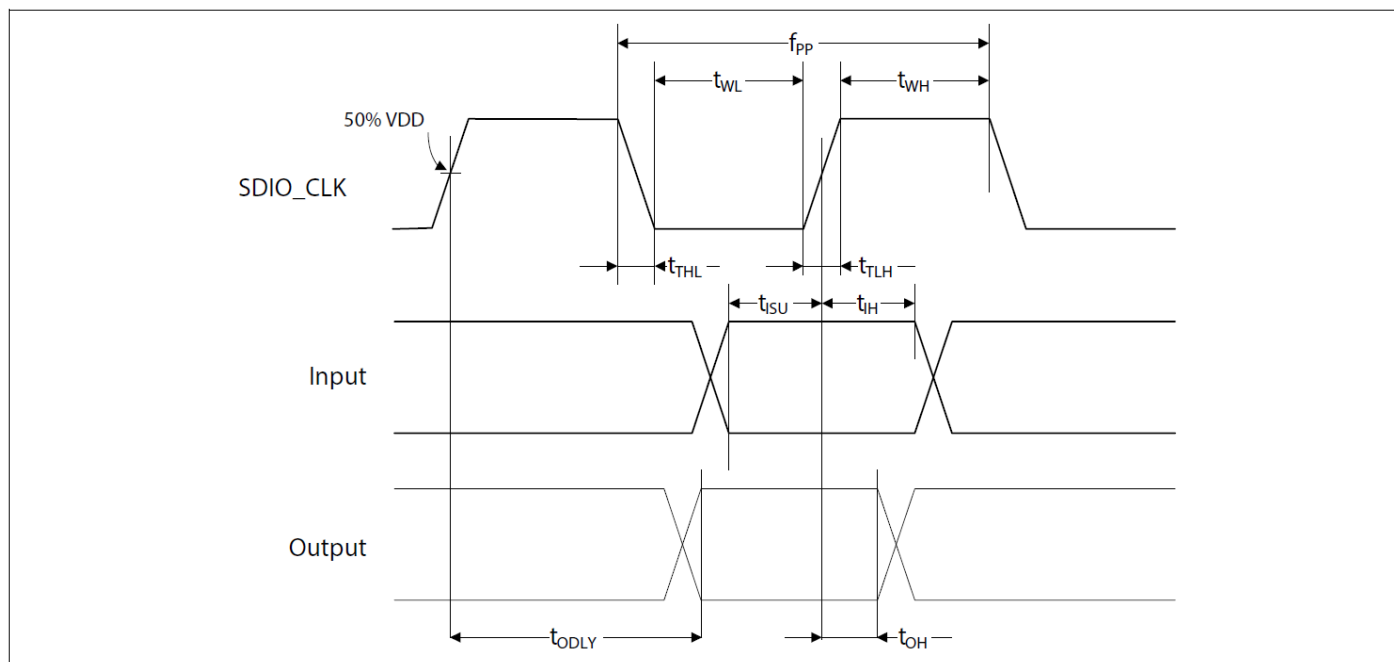 fPP
tWL
tWH
50% VDD
SDIO_CLK
tTHL
tTLH
tISU
tIH
Input
Output
tODLY
tOH